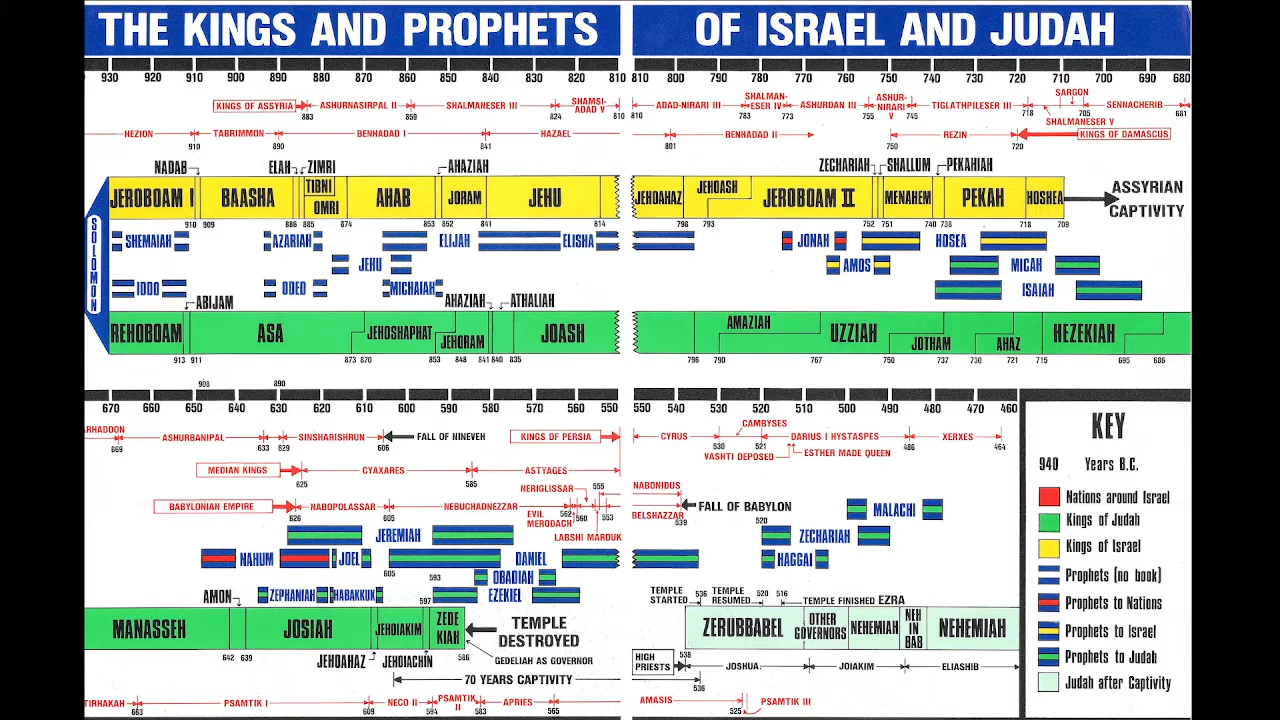 THE KINGS AND PROPHETS OF ISRAEL AND JUDAH
930 920 910 900 890 880 870 860 850 840 830 820 810
810 800 790 780 770 760 750 740 730 720 710 700 690 680
KINGS OF ASSYRIA ASHURNASIRPAL II SHALMANESER III SHAMSI-ADAD V
883 859 824 810
ADAD-NIRARI III SHALMAN-ESER IV ASHURDAN III ASHUR-NIRARI V TIGLATHPILESER III SARGON SENNACHERIB
810 783 773 755 745 718 705 681
SHALMANESER V
HEZION TABRIMMON BENHADAD I HAZAEL
910 890 841
BENHADAD II REZIN KINGS OF DAMASCUS
801 750 720
NADAB ELAH ZIMRI AHAZIAH
ZECHARIAH SHALLUM PEKAHIAH
JEROBOAM I BAASHA TIBNI OMRI AHAB JORAM JEHU
JEHOAHAZ JEHOASH JEROBOAM II MENAHEM PEKAH HOSHEA
ASSYRIAN
CAPTIVITY
910 909 886 885 874 853 852 841 814
798 793 752 751 740 736 718 709
SOLOMON
SHEMAIAH AZARIAH ELIJAH ELISHA
JONAH HOSEA
JEHU
AMOS MICAH
IDDO ODED MICHAIAH
ISAIAH
ABIJAM AHAZIAH ATHALIAH
REHOBOAM ASA JEHOSHAPHAT JEHORAM JOASH
AMAZIAH UZZIAH JOTHAM AHAZ HEZEKIAH
913 911 873 870 853 848 841 840 835
796 790 767 750 737 730 721 715 695 686
908 890
670 660 650 640 630 620 610 600 590 580 570 560 550
550 540 530 520 510 500 490 480 470 460
ARHADDON ASHURBANIPAL SINSHARISHRUN FALL OF NINEVEH KINGS OF PERSIA
669 633 629 606
CYRUS CAMBYSES DARIUS I HYSTASPES XERXES
530 521 486 464
VASHTI DEPOSED ESTHER MADE QUEEN
MEDIAN KINGS CYAXARES ASTYAGES
625 585
BABYLONIAN EMPIRE NABOPOLASSAR NEBUCHADNEZZAR NERIGLISSAR 555 NABONIDUS
626 605 562 560 553
EVIL MERODACH LABSHI MARDUK BELSHAZZAR 539
FALL OF BABYLON
JEREMIAH
520
ZECHARIAH MALACHI
NAHUM JOEL DANIEL
HAGGAI
605 593
OBADIAH
ZEPHANIAH HABAKKUK EZEKIEL
AMON 597
MANASSEH JOSIAH JEHOIAKIM ZEDEKIAH
TEMPLE
DESTROYED
642 639 586
JEHOAHAZ JEHOIACHIN GEDELIAH AS GOVERNOR
70 YEARS CAPTIVITY
TEMPLE STARTED 536 TEMPLE RESUMED 520 516 TEMPLE FINISHED EZRA
ZERUBBABEL OTHER GOVERNORS NEHEMIAH NEH IN BAB NEHEMIAH
HIGH PRIESTS 538 JOSHUA JOIAKIM ELIASHIB
536
TIRHAKAH PSAMTIK I NECO II PSAMTIK II APRIES
663 609 594 583 565
AMASIS PSAMTIK III
525
KEY
940 Years B.C.
Nations around Israel
Kings of Judah
Kings of Israel
Prophets (no book)
Prophets to Nations
Prophets to Israel
Prophets to Judah
Judah after Captivity